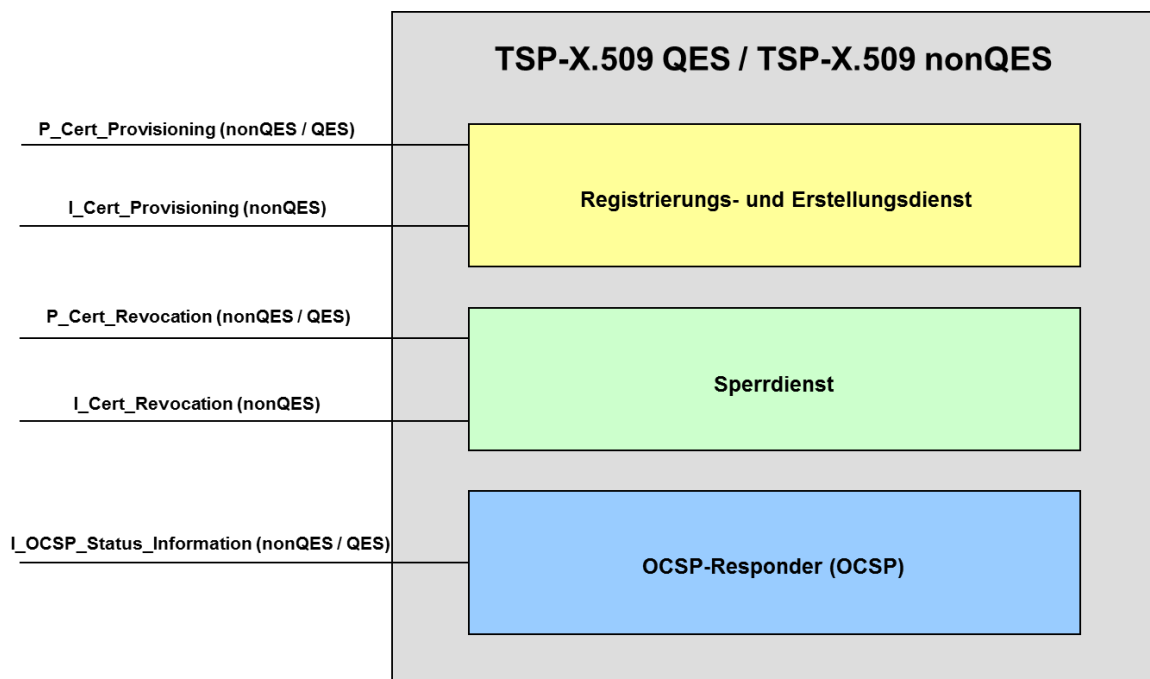 TSP-X.509 QES / TSP-X.509 nonQES
P_Cert_Provisioning (nonQES / QES)
I_Cert_Provisioning (nonQES)
Registrierungs- und Erstellungsdienst
P_Cert_Revocation (nonQES / QES)
I_Cert_Revocation (nonQES)
Sperrdienst
I_OCSP_Status_Information (nonQES / QES)
OCSP-Responder (OCSP)